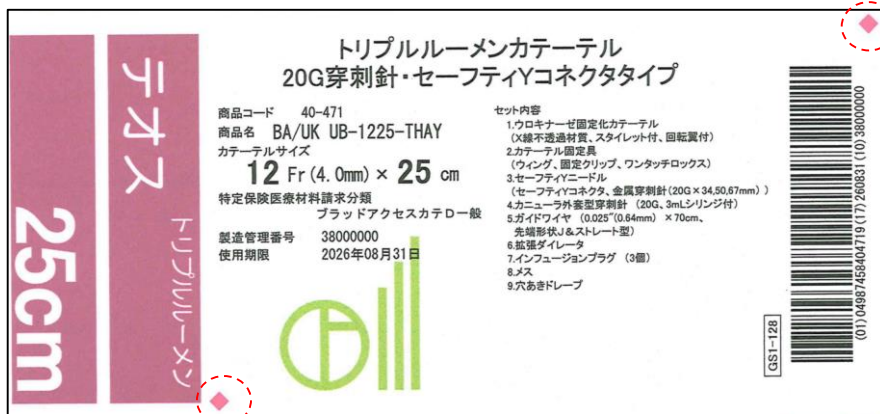 25cm
テオス
トリプルルーメン
トリプルルーメンカテーテル
20G穿刺針・セーフティYコネクタタイプ
商品コード 40-471
商品名 BA/UK UB-1225-THAY
カテーテルサイズ
12 Fr(4.0mm) × 25 cm
特定保険医療材料請求分類
ブラッドアクセスカテD一般
製造管理番号 38000000
使用期限 2026年08月31日
セット内容
1.ウロキナーゼ固定化カテーテル
(X線不透過材質、スタイレット付、回転翼付)
2.カテーテル固定具
(ウィング、固定クリップ、ワンタッチロックス)
3.セーフティYニードル
(セーフティYコネクタ、金属穿刺針(20G×34,50,67mm))
4.カニューラ外套型穿刺針 (20G、3mLシリンジ付)
5.ガイドワイヤ (0.025"(0.64mm) ×70cm、
先端形状J&ストレート型)
6.拡張ダイレータ
7.インフュージョンプラグ (3個)
8.メス
9.穴あきドレープ
GS1-128
(01)04987458404719(17)260831(10)38000000